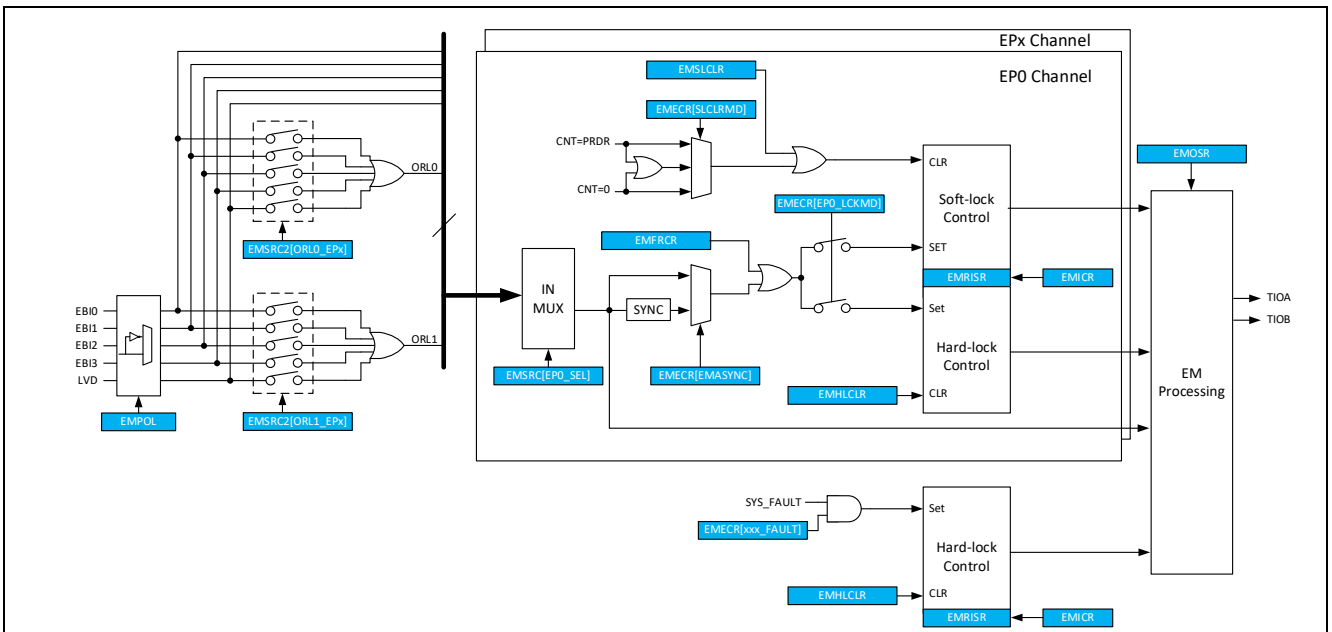 EPx Channel
EP0 Channel
EMSLCLR
EMECR[SLCLRMD]
CNT=PRDR
CNT=0
CLR
Soft-lock
Control
SET
EMRISR
EMICR
Set
Hard-lock
Control
CLR
EMECR[EP0_LCKMD]
EMFRCR
SYNC
EMECR[EMASYNC]
EMHLCLR
IN
MUX
EMSRC[EP0_SEL]
ORL0
EMSRC2[ORL0_EPx]
ORL1
EMSRC2[ORL1_EPx]
EBI0
EBI1
EBI2
EBI3
LVD
EMPOL
EMOSR
EM
Processing
TIOA
TIOB
SYS_FAULT
EMECR[xxx_FAULT]
Set
Hard-lock
Control
EMHLCLR
CLR
EMRISR
EMICR